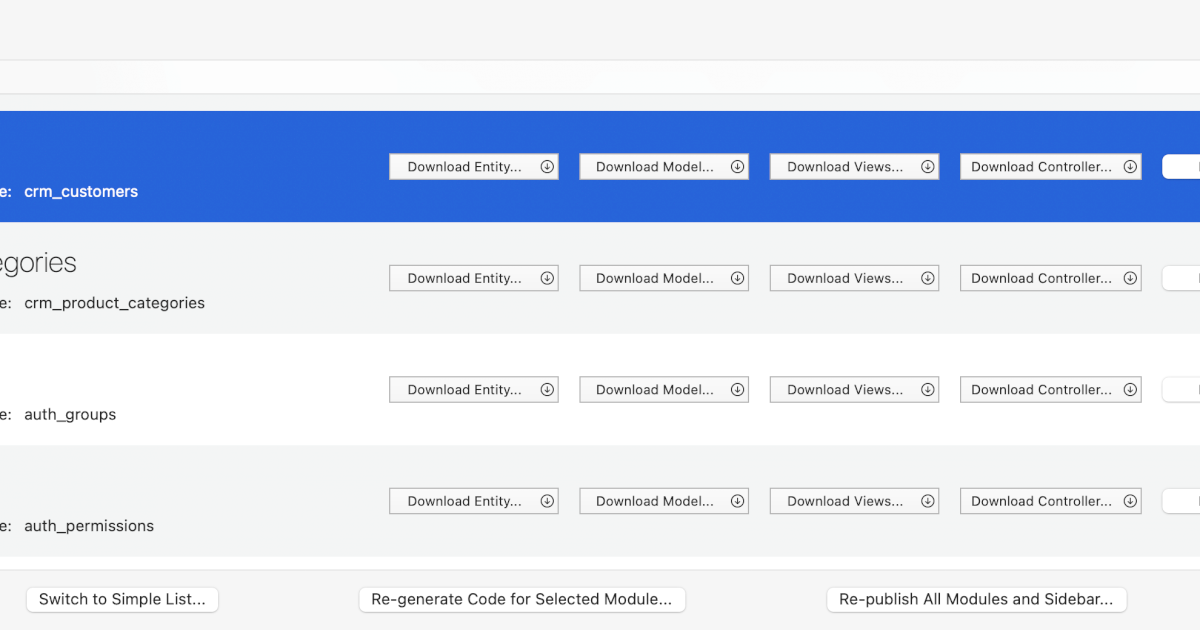 Download Entity... Download Model... Download Views... Download Controller...
e: crm_customers
egories
Download Entity... Download Model... Download Views... Download Controller...
e: crm_product_categories
Download Entity... Download Model... Download Views... Download Controller...
e: auth_groups
Download Entity... Download Model... Download Views... Download Controller...
e: auth_permissions
Switch to Simple List... Re-generate Code for Selected Module... Re-publish All Modules and Sidebar...